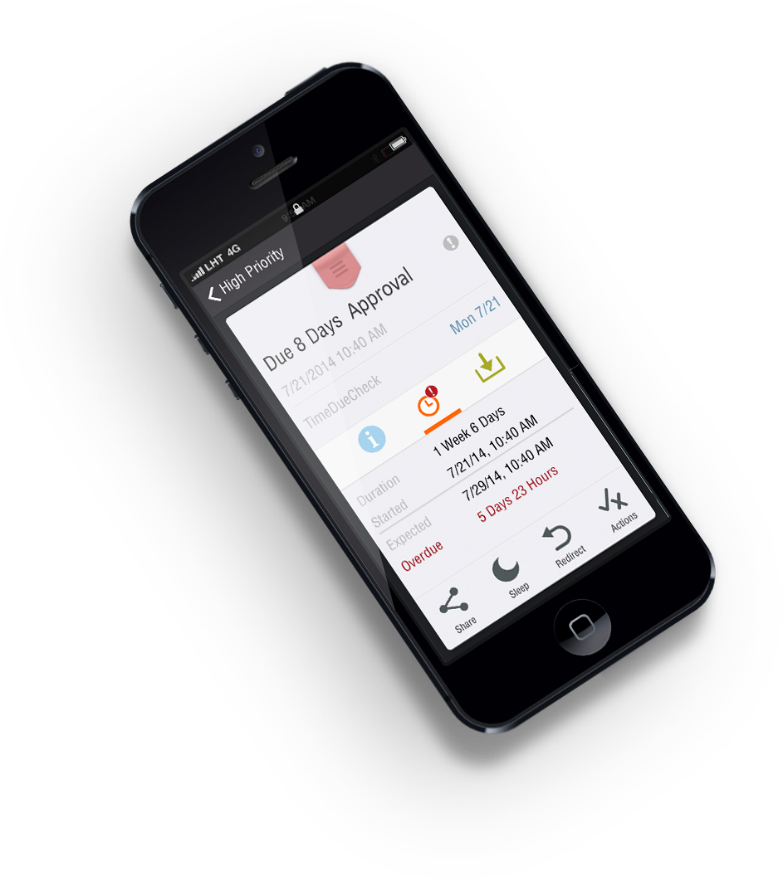 LHT 4G
High Priority
Due 8 Days Approval
7/21/2014 10:40 AM
Mon 7/21
TimeDueCheck
Duration 1 Week 6 Days
Started 7/21/14, 10:40 AM
Expected 7/29/14, 10:40 AM
Overdue 5 Days 23 Hours
Share Sleep Redirect Actions